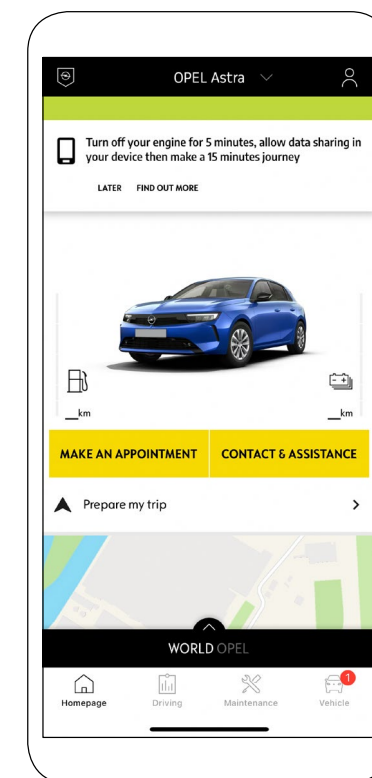 OPEL Astra
Turn off your engine for 5 minutes, allow data sharing in
your device then make a 15 minutes journey
LATER FIND OUT MORE
__km __km
MAKE AN APPOINTMENT CONTACT & ASSISTANCE
Prepare my trip
WORLD OPEL
1
Homepage Driving Maintenance Vehicle